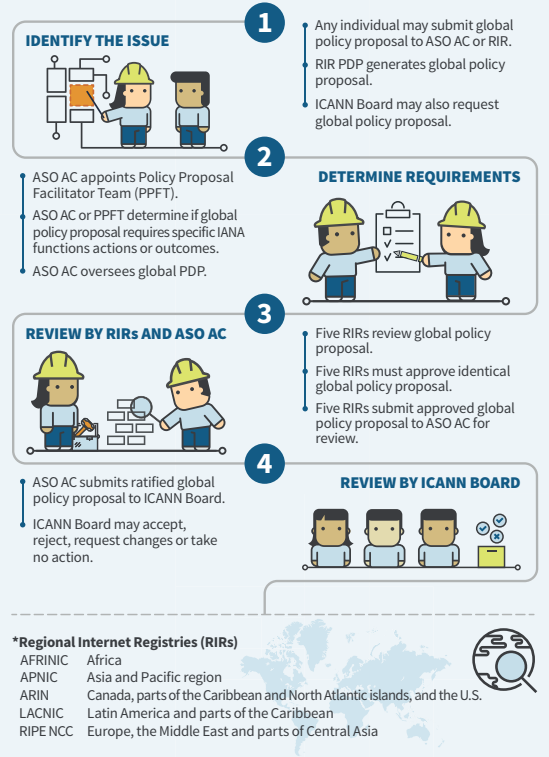 1
IDENTIFY THE ISSUE
Any individual may submit global
policy proposal to ASO AC or RIR.
RIR PDP generates global policy
proposal.
ICANN Board may also request
global policy proposal.
2
DETERMINE REQUIREMENTS
ASO AC appoints Policy Proposal
Facilitator Team (PPFT).
ASO AC or PPFT determine if global
policy proposal requires specific IANA
functions actions or outcomes.
ASO AC oversees global PDP.
3
REVIEW BY RIRs AND ASO AC
Five RIRs review global policy
proposal.
Five RIRs must approve identical
global policy proposal.
Five RIRs submit approved global
policy proposal to ASO AC for
review.
4
REVIEW BY ICANN BOARD
ASO AC submits ratified global
policy proposal to ICANN Board.
ICANN Board may accept,
reject, request changes or take
no action.
*Regional Internet Registries (RIRs)
AFRINIC Africa
APNIC Asia and Pacific region
ARIN Canada, parts of the Caribbean and North Atlantic islands, and the U.S.
LACNIC Latin America and parts of the Caribbean
RIPE NCC Europe, the Middle East and parts of Central Asia